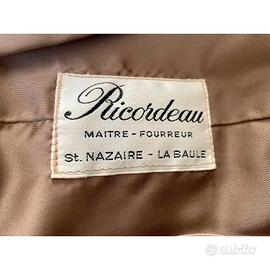 Ricordeau
MAITRE - FOURREUR
St. NAZAIRE - LA BAULE
subito